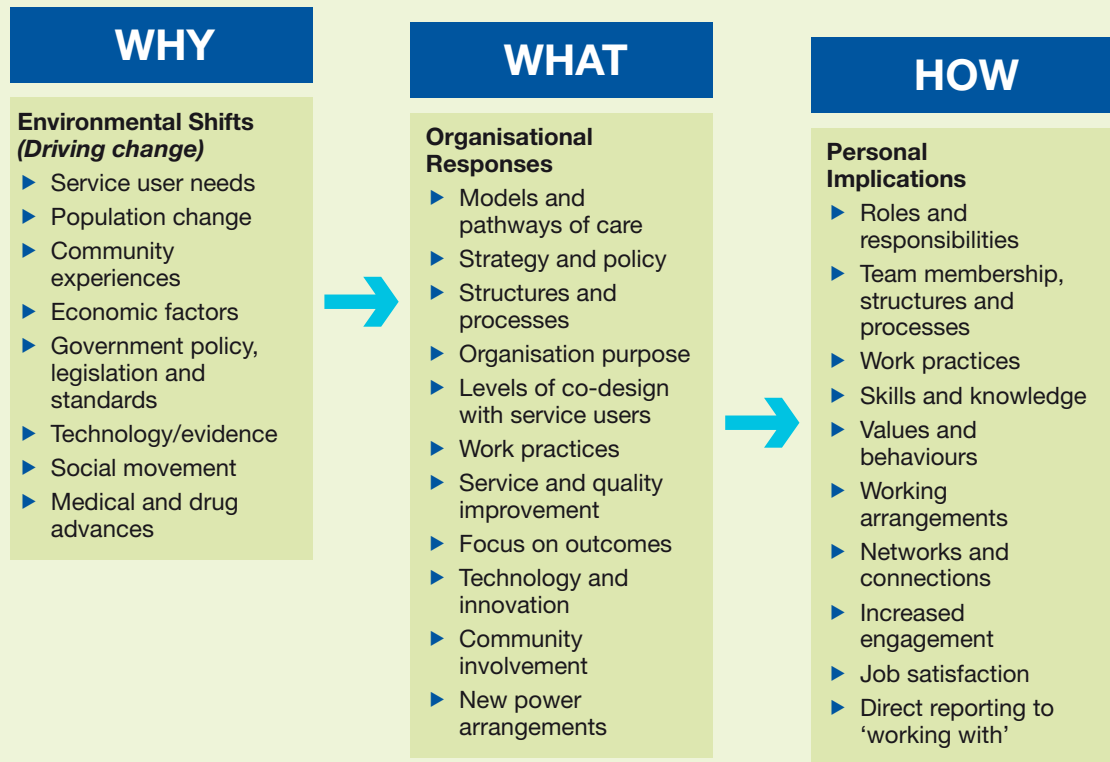 WHY
Environmental Shifts
(Driving change)
▶ Service user needs
▶ Population change
▶ Community
experiences
▶ Economic factors
▶ Government policy,
legislation and
standards
▶ Technology/evidence
▶ Social movement
▶ Medical and drug
advances
WHAT
Organisational
Responses
▶ Models and
pathways of care
▶ Strategy and policy
▶ Structures and
processes
▶ Organisation purpose
▶ Levels of co-design
with service users
▶ Work practices
▶ Service and quality
improvement
▶ Focus on outcomes
▶ Technology and
innovation
▶ Community
involvement
▶ New power
arrangements
HOW
Personal
Implications
▶ Roles and
responsibilities
▶ Team membership,
structures and
processes
▶ Work practices
▶ Skills and knowledge
▶ Values and
behaviours
▶ Working
arrangements
▶ Networks and
connections
▶ Increased
engagement
▶ Job satisfaction
▶ Direct reporting to
‘working with’